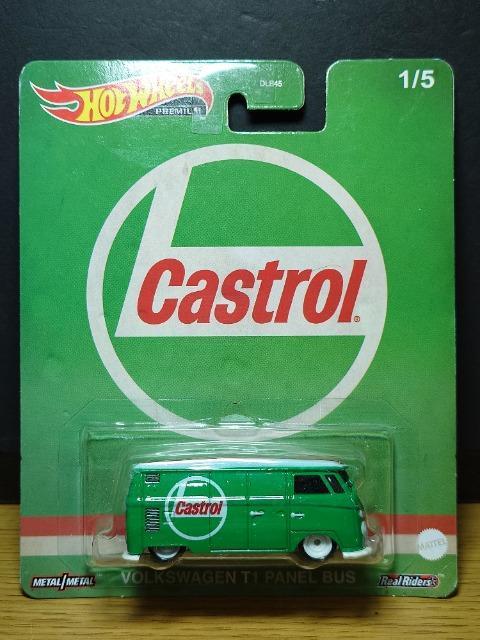 HOT WHEELS
PREMIUM
DLB45
1/5
Castrol®
Castrol
METAL/METAL
VOLKSWAGEN T1 PANEL BUS
Real Riders
MATTEL